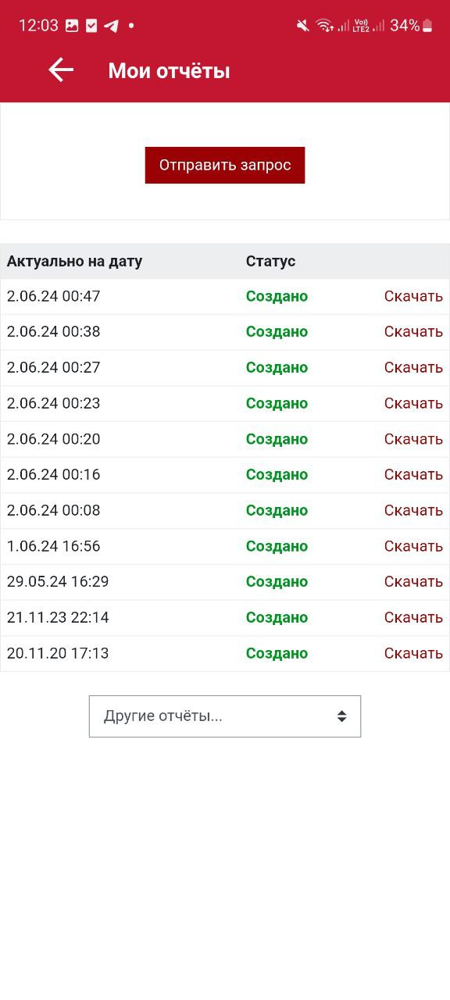 12:03 Vo)) LTE2 34%
Мои отчёты
Отправить запрос
Актуально на дату Статус
2.06.24 00:47 Создано Скачать
2.06.24 00:38 Создано Скачать
2.06.24 00:27 Создано Скачать
2.06.24 00:23 Создано Скачать
2.06.24 00:20 Создано Скачать
2.06.24 00:16 Создано Скачать
2.06.24 00:08 Создано Скачать
1.06.24 16:56 Создано Скачать
29.05.24 16:29 Создано Скачать
21.11.23 22:14 Создано Скачать
20.11.20 17:13 Создано Скачать
Другие отчёты...